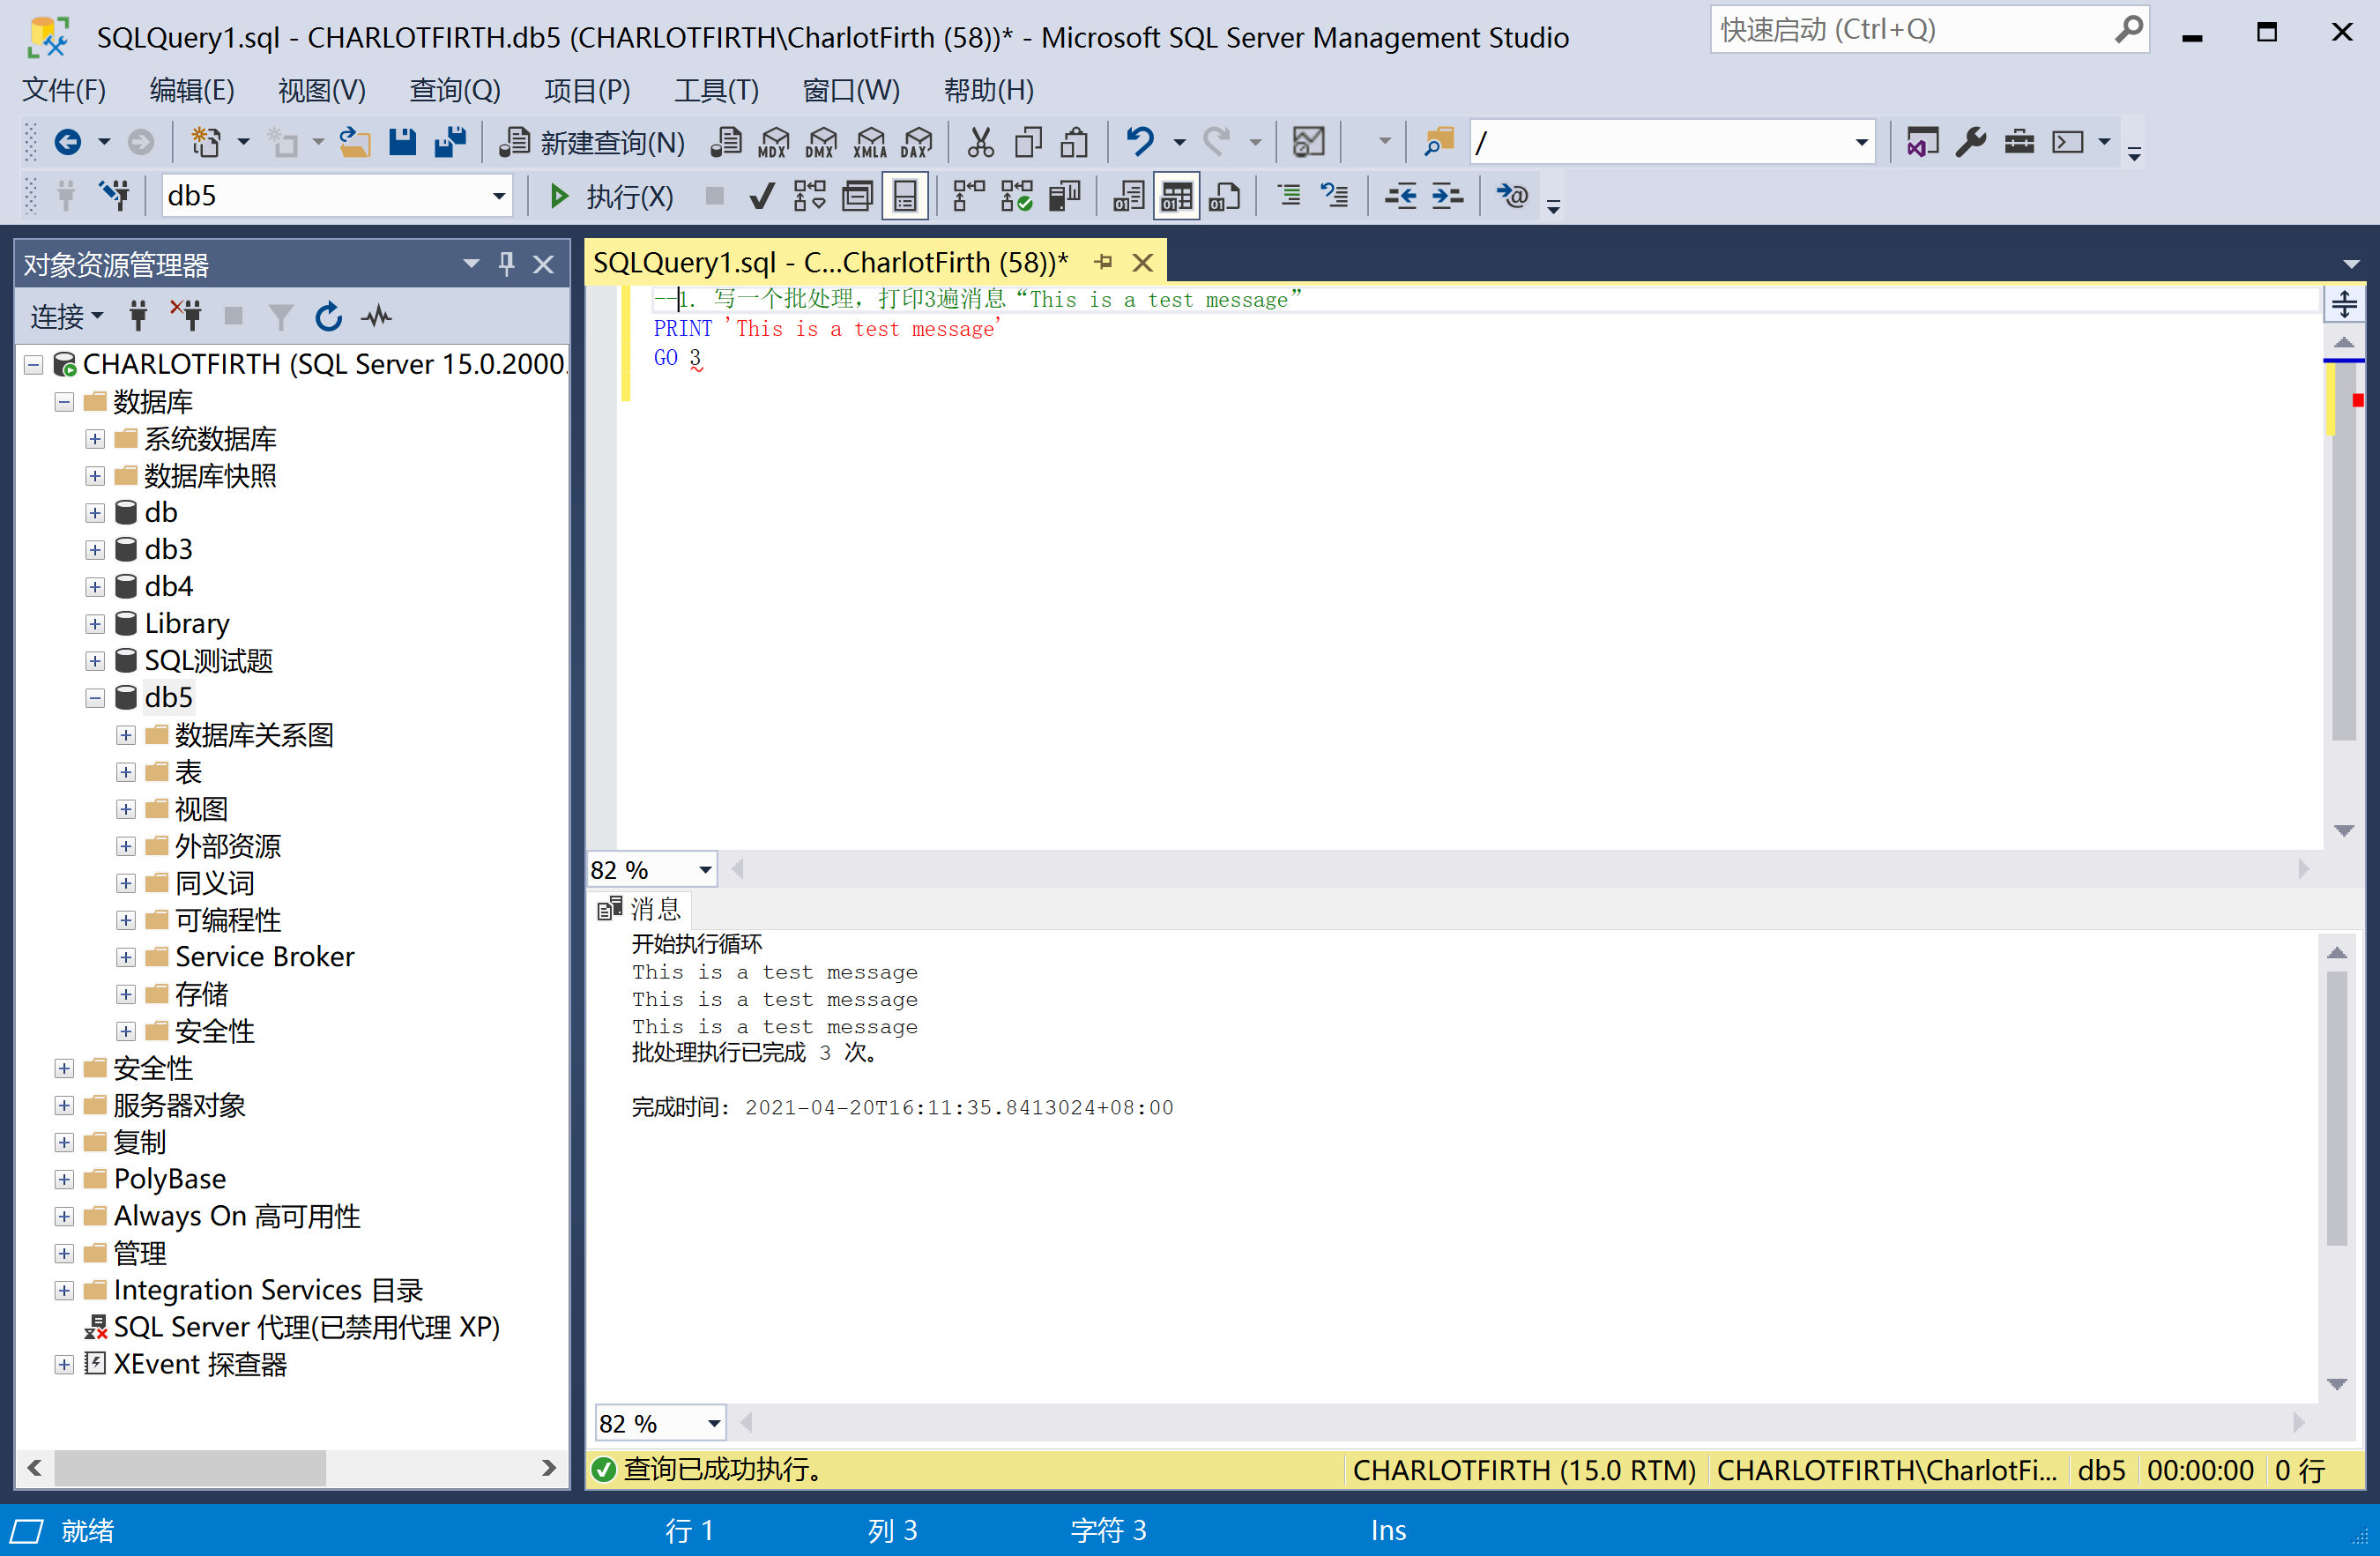 SQLQuery1.sql - CHARLOTFIRTH.db5 (CHARLOTFIRTH\CharlotFirth (58))* - Microsoft SQL Server Management Studio
快速启动 (Ctrl+Q)
文件(F) 编辑(E) 视图(V) 查询(Q) 项目(P) 工具(T) 窗口(W) 帮助(H)
新建查询(N) MDX DMX XMLA DAX /
db5 执行(X)
对象资源管理器
连接
CHARLOTFIRTH (SQL Server 15.0.2000.
数据库
系统数据库
数据库快照
db
db3
db4
Library
SQL测试题
db5
数据库关系图
表
视图
外部资源
同义词
可编程性
Service Broker
存储
安全性
安全性
服务器对象
复制
PolyBase
Always On 高可用性
管理
Integration Services 目录
SQL Server 代理(已禁用代理 XP)
XEvent 探查器
SQLQuery1.sql - C...CharlotFirth (58))*
--1. 写一个批处理，打印3遍消息“This is a test message”
PRINT 'This is a test message'
GO 3
82 %
消息
开始执行循环
This is a test message
This is a test message
This is a test message
批处理执行已完成 3 次。
完成时间: 2021-04-20T16:11:35.8413024+08:00
82 %
查询已成功执行。 CHARLOTFIRTH (15.0 RTM) CHARLOTFIRTH\CharlotFi... db5 00:00:00 0 行
就绪 行 1 列 3 字符 3 Ins